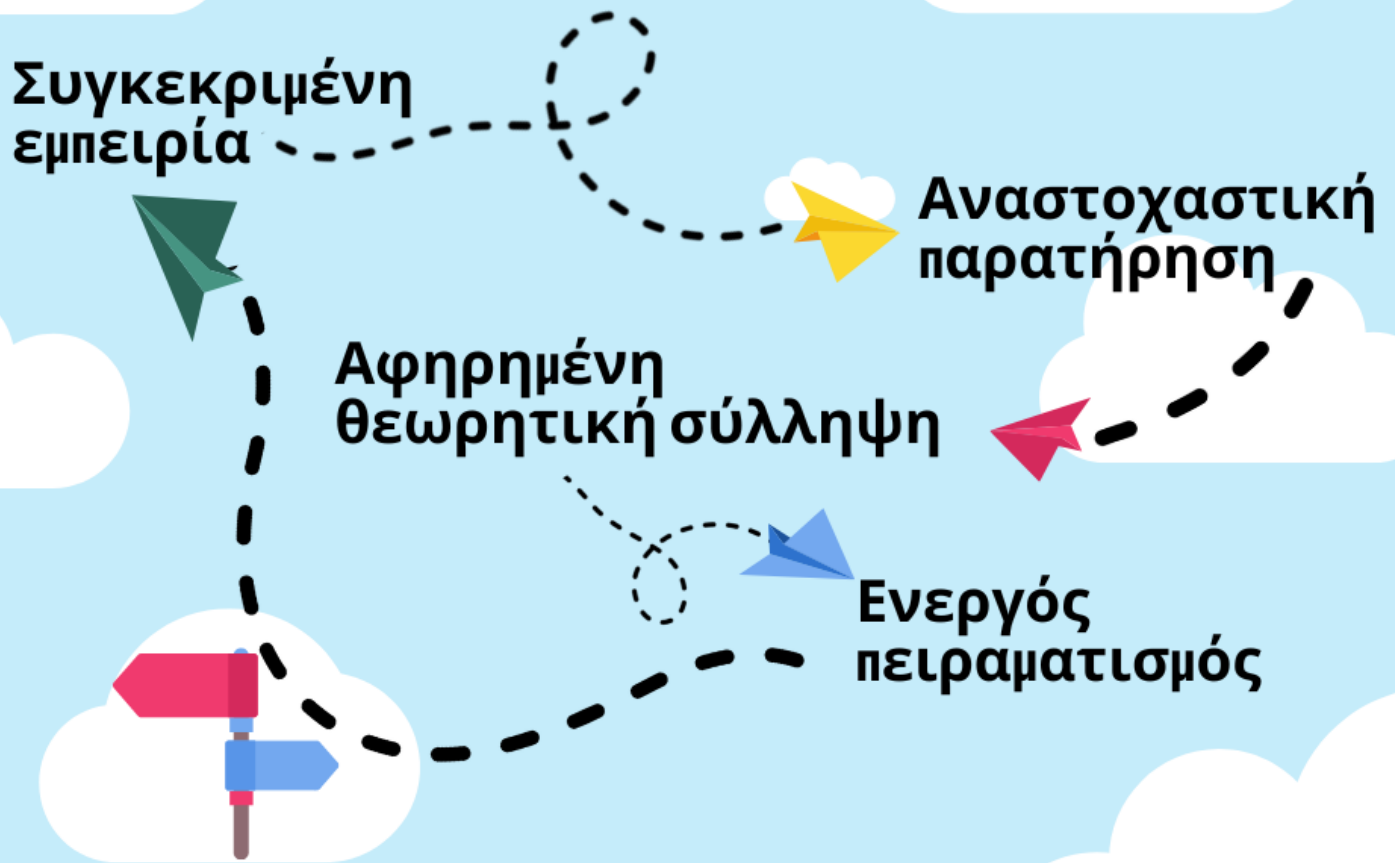 Συγκεκριμένη
εμπειρία
Αναστοχαστική
παρατήρηση
Αφηρημένη
θεωρητική σύλληψη
Ενεργός
πειραματισμός